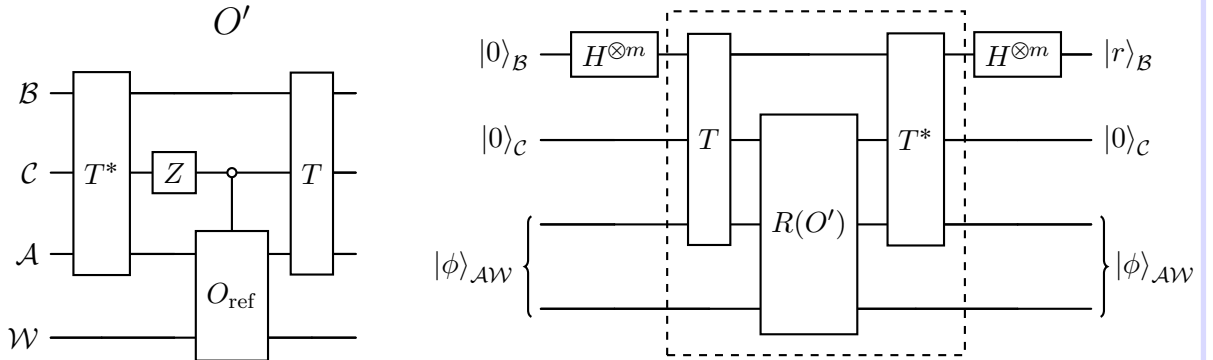 O′
B
C
A
W
T*
Z
T
O_ref
|0⟩_B
H^⊗m
H^⊗m
|r⟩_B
|0⟩_C
T
T*
|0⟩_C
R(O′)
|ϕ⟩_AW
|ϕ⟩_AW